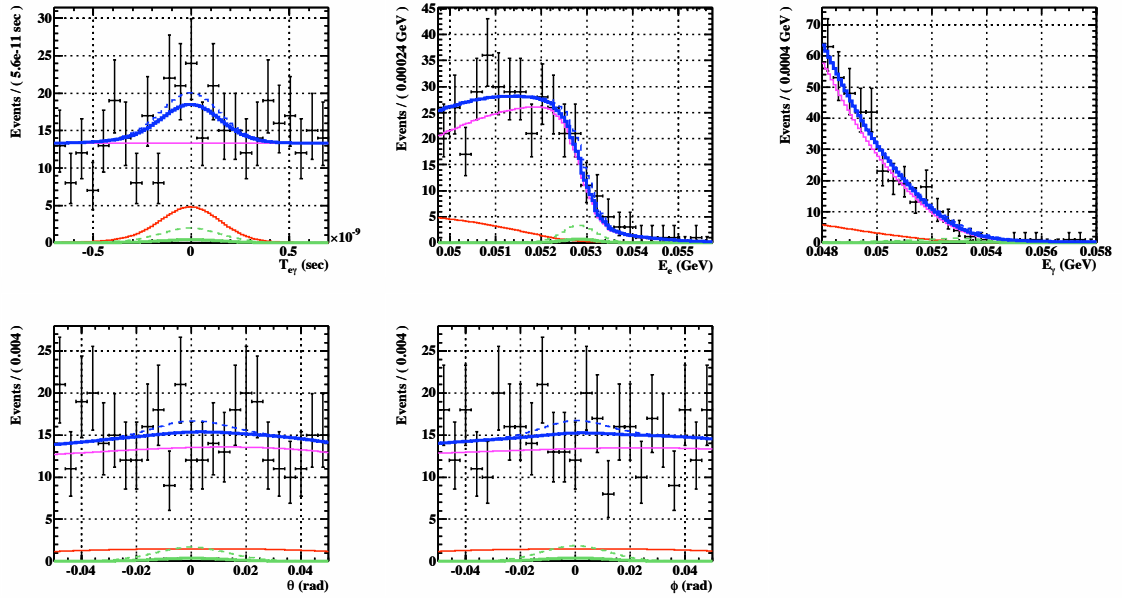 Events / ( 5.6e-11 sec )
30
25
20
15
10
5
0
-0.5 0 0.5
×10⁻⁹
T_eγ (sec)
Events / ( 0.00024 GeV )
45
40
35
30
25
20
15
10
5
0
0.05 0.051 0.052 0.053 0.054 0.055
E_e (GeV)
Events / ( 0.0004 GeV )
70
60
50
40
30
20
10
0
0.048 0.05 0.052 0.054 0.056 0.058
E_γ (GeV)
Events / ( 0.004 )
25
20
15
10
5
0
-0.04 -0.02 0 0.02 0.04
θ (rad)
Events / ( 0.004 )
25
20
15
10
5
0
-0.04 -0.02 0 0.02 0.04
ϕ (rad)